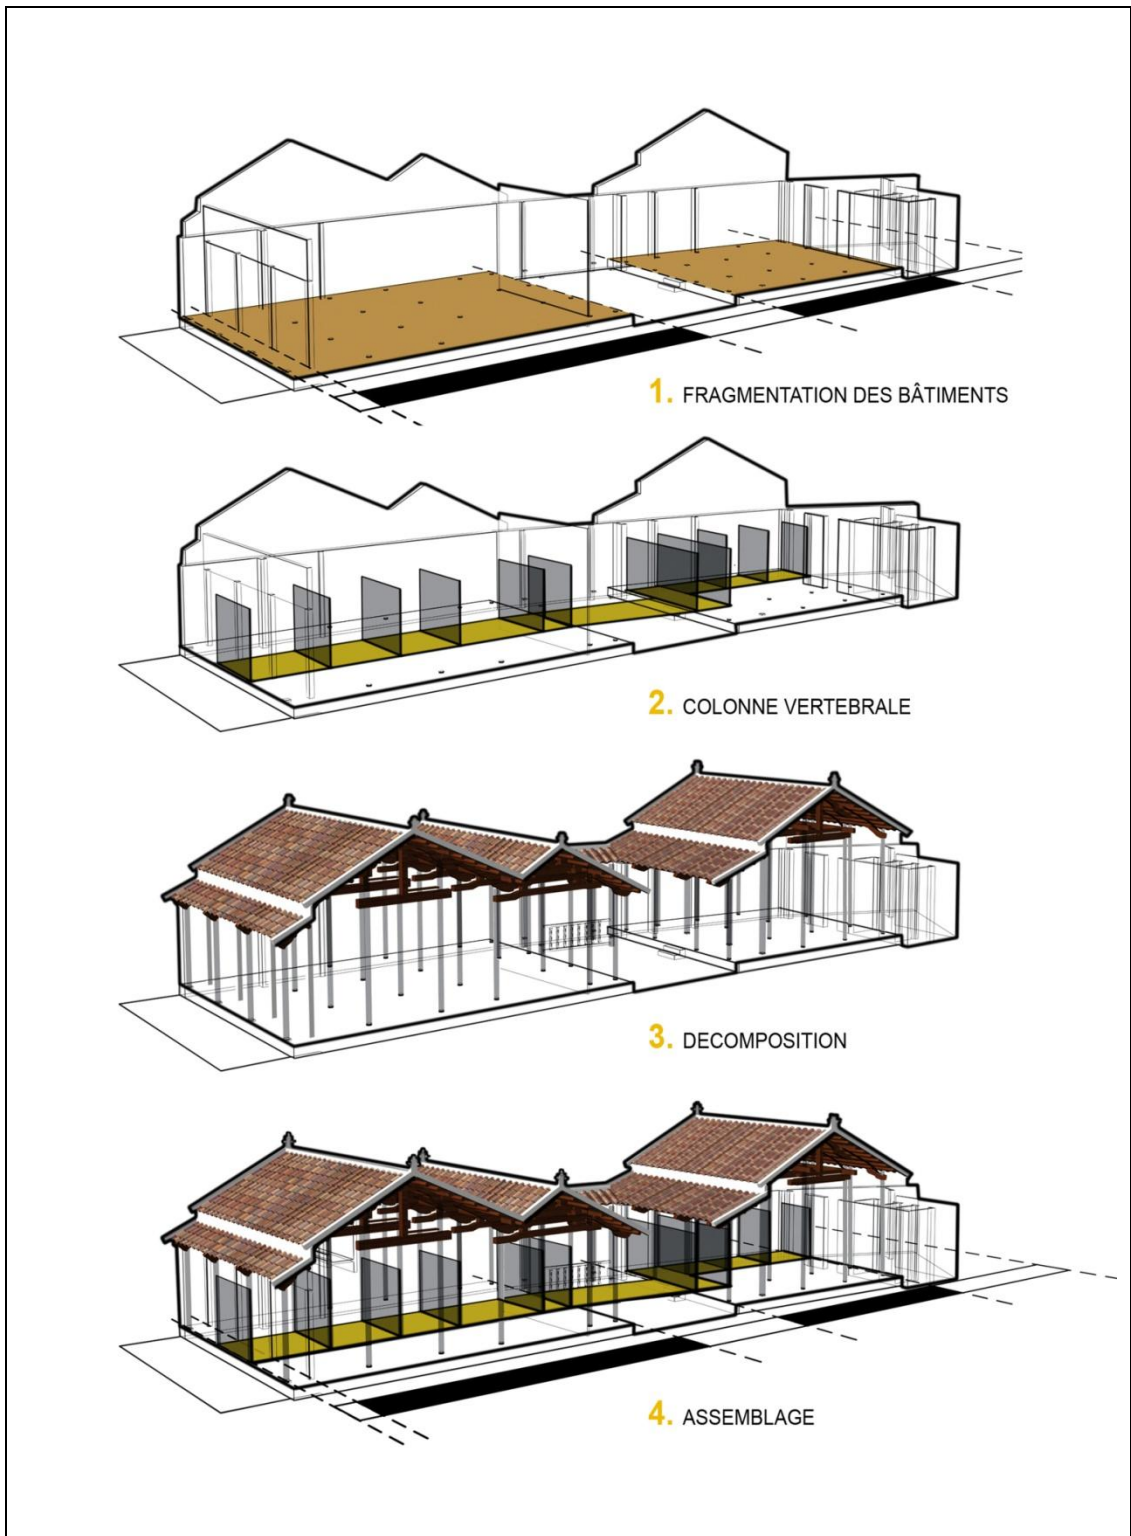 1. FRAGMENTATION DES BÂTIMENTS
2. COLONNE VERTEBRALE
3. DECOMPOSITION
4. ASSEMBLAGE